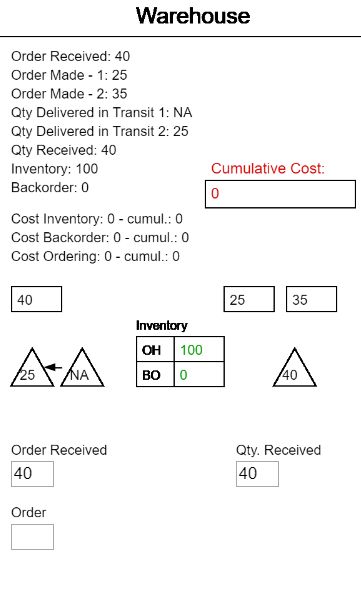 Warehouse
Order Received: 40
Order Made - 1: 25
Order Made - 2: 35
Qty Delivered in Transit 1: NA
Qty Delivered in Transit 2: 25
Qty Received: 40
Inventory: 100
Cumulative Cost:
Backorder: 0
0
Cost Inventory: 0 - cumul.: 0
Cost Backorder: 0 - cumul.: 0
Cost Ordering: 0 - cumul.: 0
40 25 35
Inventory
OH 100
25 NA BO 0 40
Order Received Qty. Received
40 40
Order